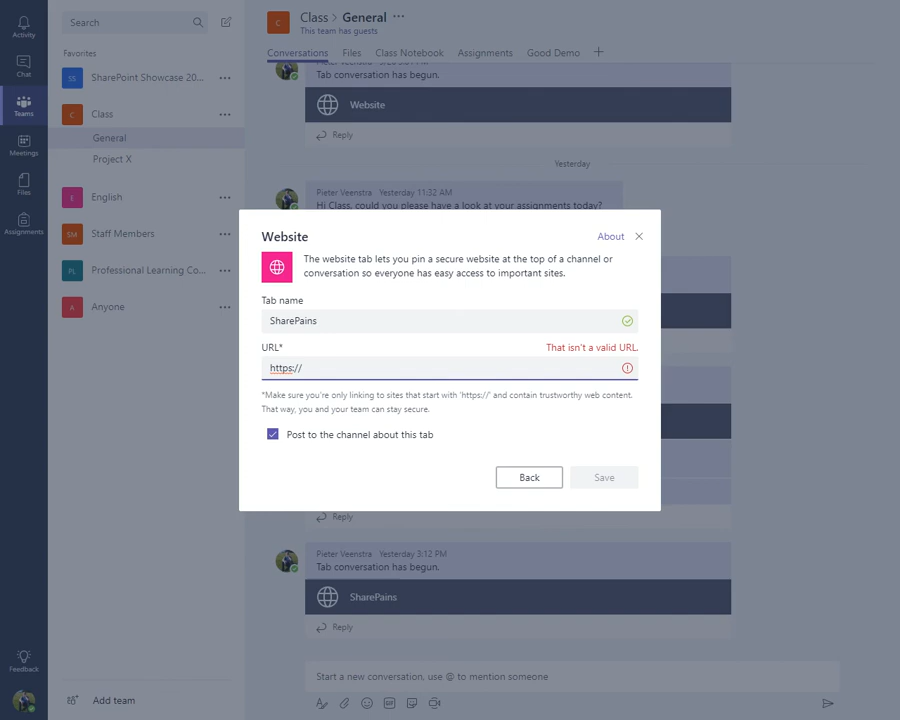 Activity
Chat
Teams
Meetings
Files
Assignments
Feedback
Search
Favorites
SS SharePoint Showcase 20...
C Class
General
Project X
E English
SM Staff Members
PL Professional Learning Co...
A Anyone
Add team
C Class > General
This team has guests
Conversations Files Class Notebook Assignments Good Demo
Tab conversation has begun.
Website
Reply
Yesterday
Pieter Veenstra Yesterday 11:32 AM
Hi Class, could you please have a look at your assignments today?
Website About
The website tab lets you pin a secure website at the top of a channel or
conversation so everyone has easy access to important sites.
Tab name
SharePains
URL* That isn't a valid URL.
https://
*Make sure you're only linking to sites that start with 'https://' and contain trustworthy web content.
That way, you and your team can stay secure.
Post to the channel about this tab
Back Save
Reply
Pieter Veenstra Yesterday 3:12 PM
Tab conversation has begun.
SharePains
Reply
Start a new conversation, use @ to mention someone